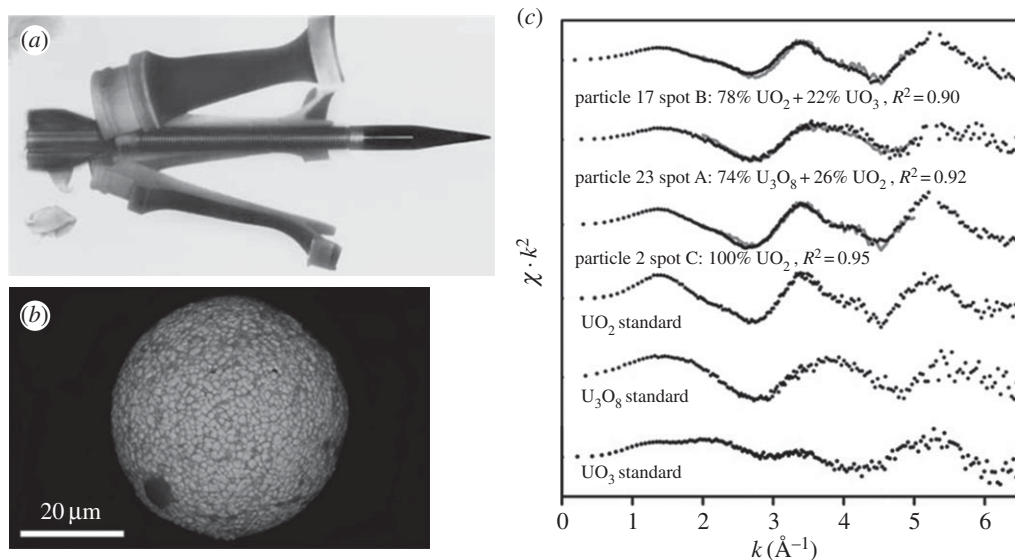 (a)
(b)
20 µm
(c)
particle 17 spot B: 78% UO₂ + 22% UO₃ , R² = 0.90
particle 23 spot A: 74% U₃O₈ + 26% UO₂ , R² = 0.92
particle 2 spot C: 100% UO₂ , R² = 0.95
UO₂ standard
U₃O₈ standard
UO₃ standard
χ · k²
0 1 2 3 4 5 6
k (Å⁻¹)